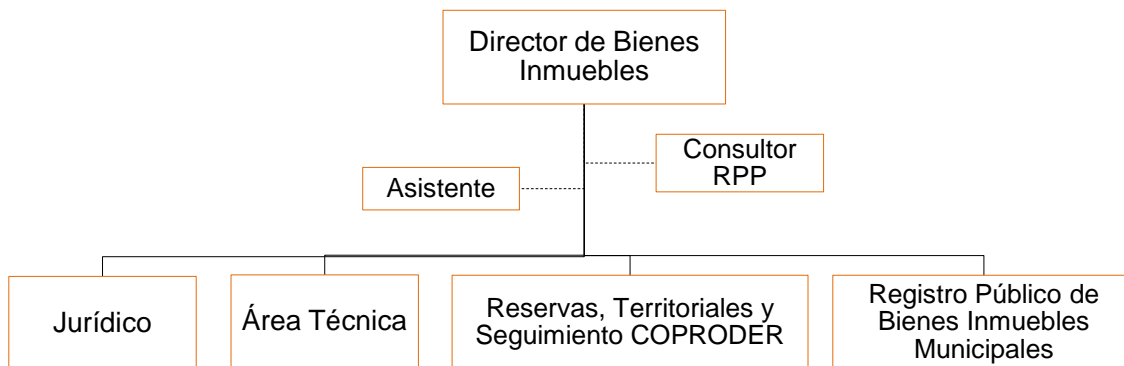 Director de Bienes
Inmuebles
Consultor
RPP
Asistente
Jurídico
Área Técnica
Reservas, Territoriales y
Seguimiento COPRODER
Registro Público de
Bienes Inmuebles
Municipales